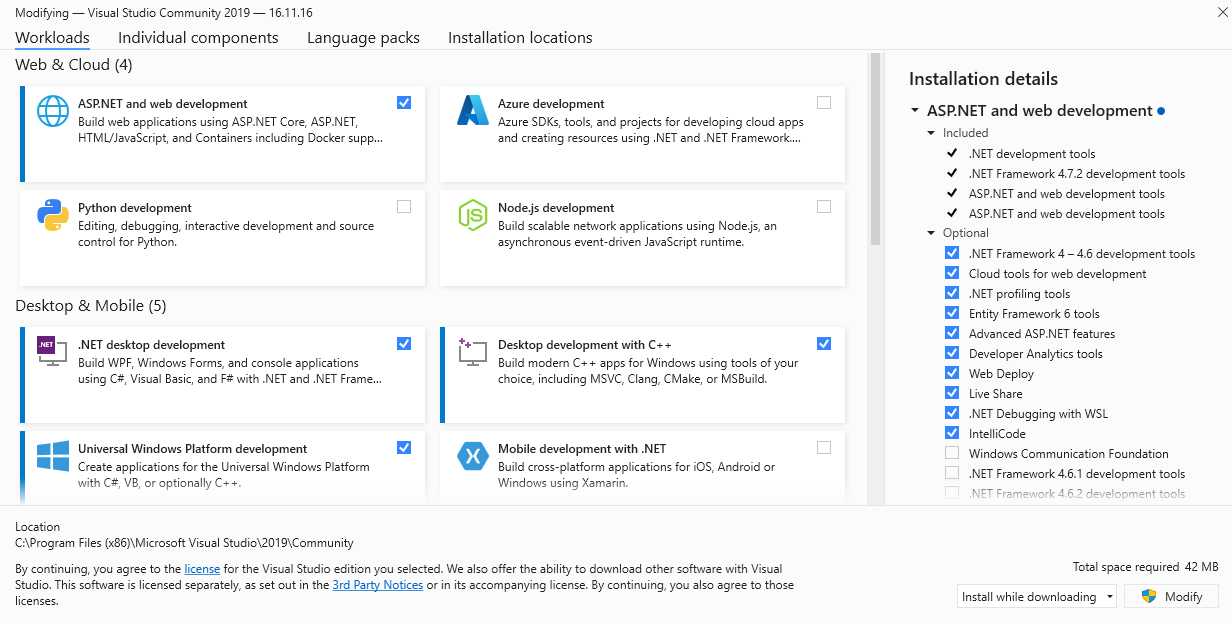 Modifying — Visual Studio Community 2019 — 16.11.16
Workloads
Individual components
Language packs
Installation locations
Web & Cloud (4)
ASP.NET and web development
Build web applications using ASP.NET Core, ASP.NET,
HTML/JavaScript, and Containers including Docker supp...
Azure development
Azure SDKs, tools, and projects for developing cloud apps
and creating resources using .NET and .NET Framework....
Python development
Editing, debugging, interactive development and source
control for Python.
Node.js development
Build scalable network applications using Node.js, an
asynchronous event-driven JavaScript runtime.
JS
Desktop & Mobile (5)
.NET
.NET desktop development
Build WPF, Windows Forms, and console applications
using C#, Visual Basic, and F# with .NET and .NET Frame...
Desktop development with C++
Build modern C++ apps for Windows using tools of your
choice, including MSVC, Clang, CMake, or MSBuild.
Universal Windows Platform development
Create applications for the Universal Windows Platform
with C#, VB, or optionally C++.
Mobile development with .NET
Build cross-platform applications for iOS, Android or
Windows using Xamarin.
Installation details
ASP.NET and web development
Included
.NET development tools
.NET Framework 4.7.2 development tools
ASP.NET and web development tools
ASP.NET and web development tools
Optional
.NET Framework 4 – 4.6 development tools
Cloud tools for web development
.NET profiling tools
Entity Framework 6 tools
Advanced ASP.NET features
Developer Analytics tools
Web Deploy
Live Share
.NET Debugging with WSL
IntelliCode
Windows Communication Foundation
.NET Framework 4.6.1 development tools
.NET Framework 4.6.2 development tools
Location
C:\Program Files (x86)\Microsoft Visual Studio\2019\Community
By continuing, you agree to the license for the Visual Studio edition you selected. We also offer the ability to download other software with Visual
Studio. This software is licensed separately, as set out in the 3rd Party Notices or in its accompanying license. By continuing, you also agree to those
licenses.
Total space required 42 MB
Install while downloading
Modify